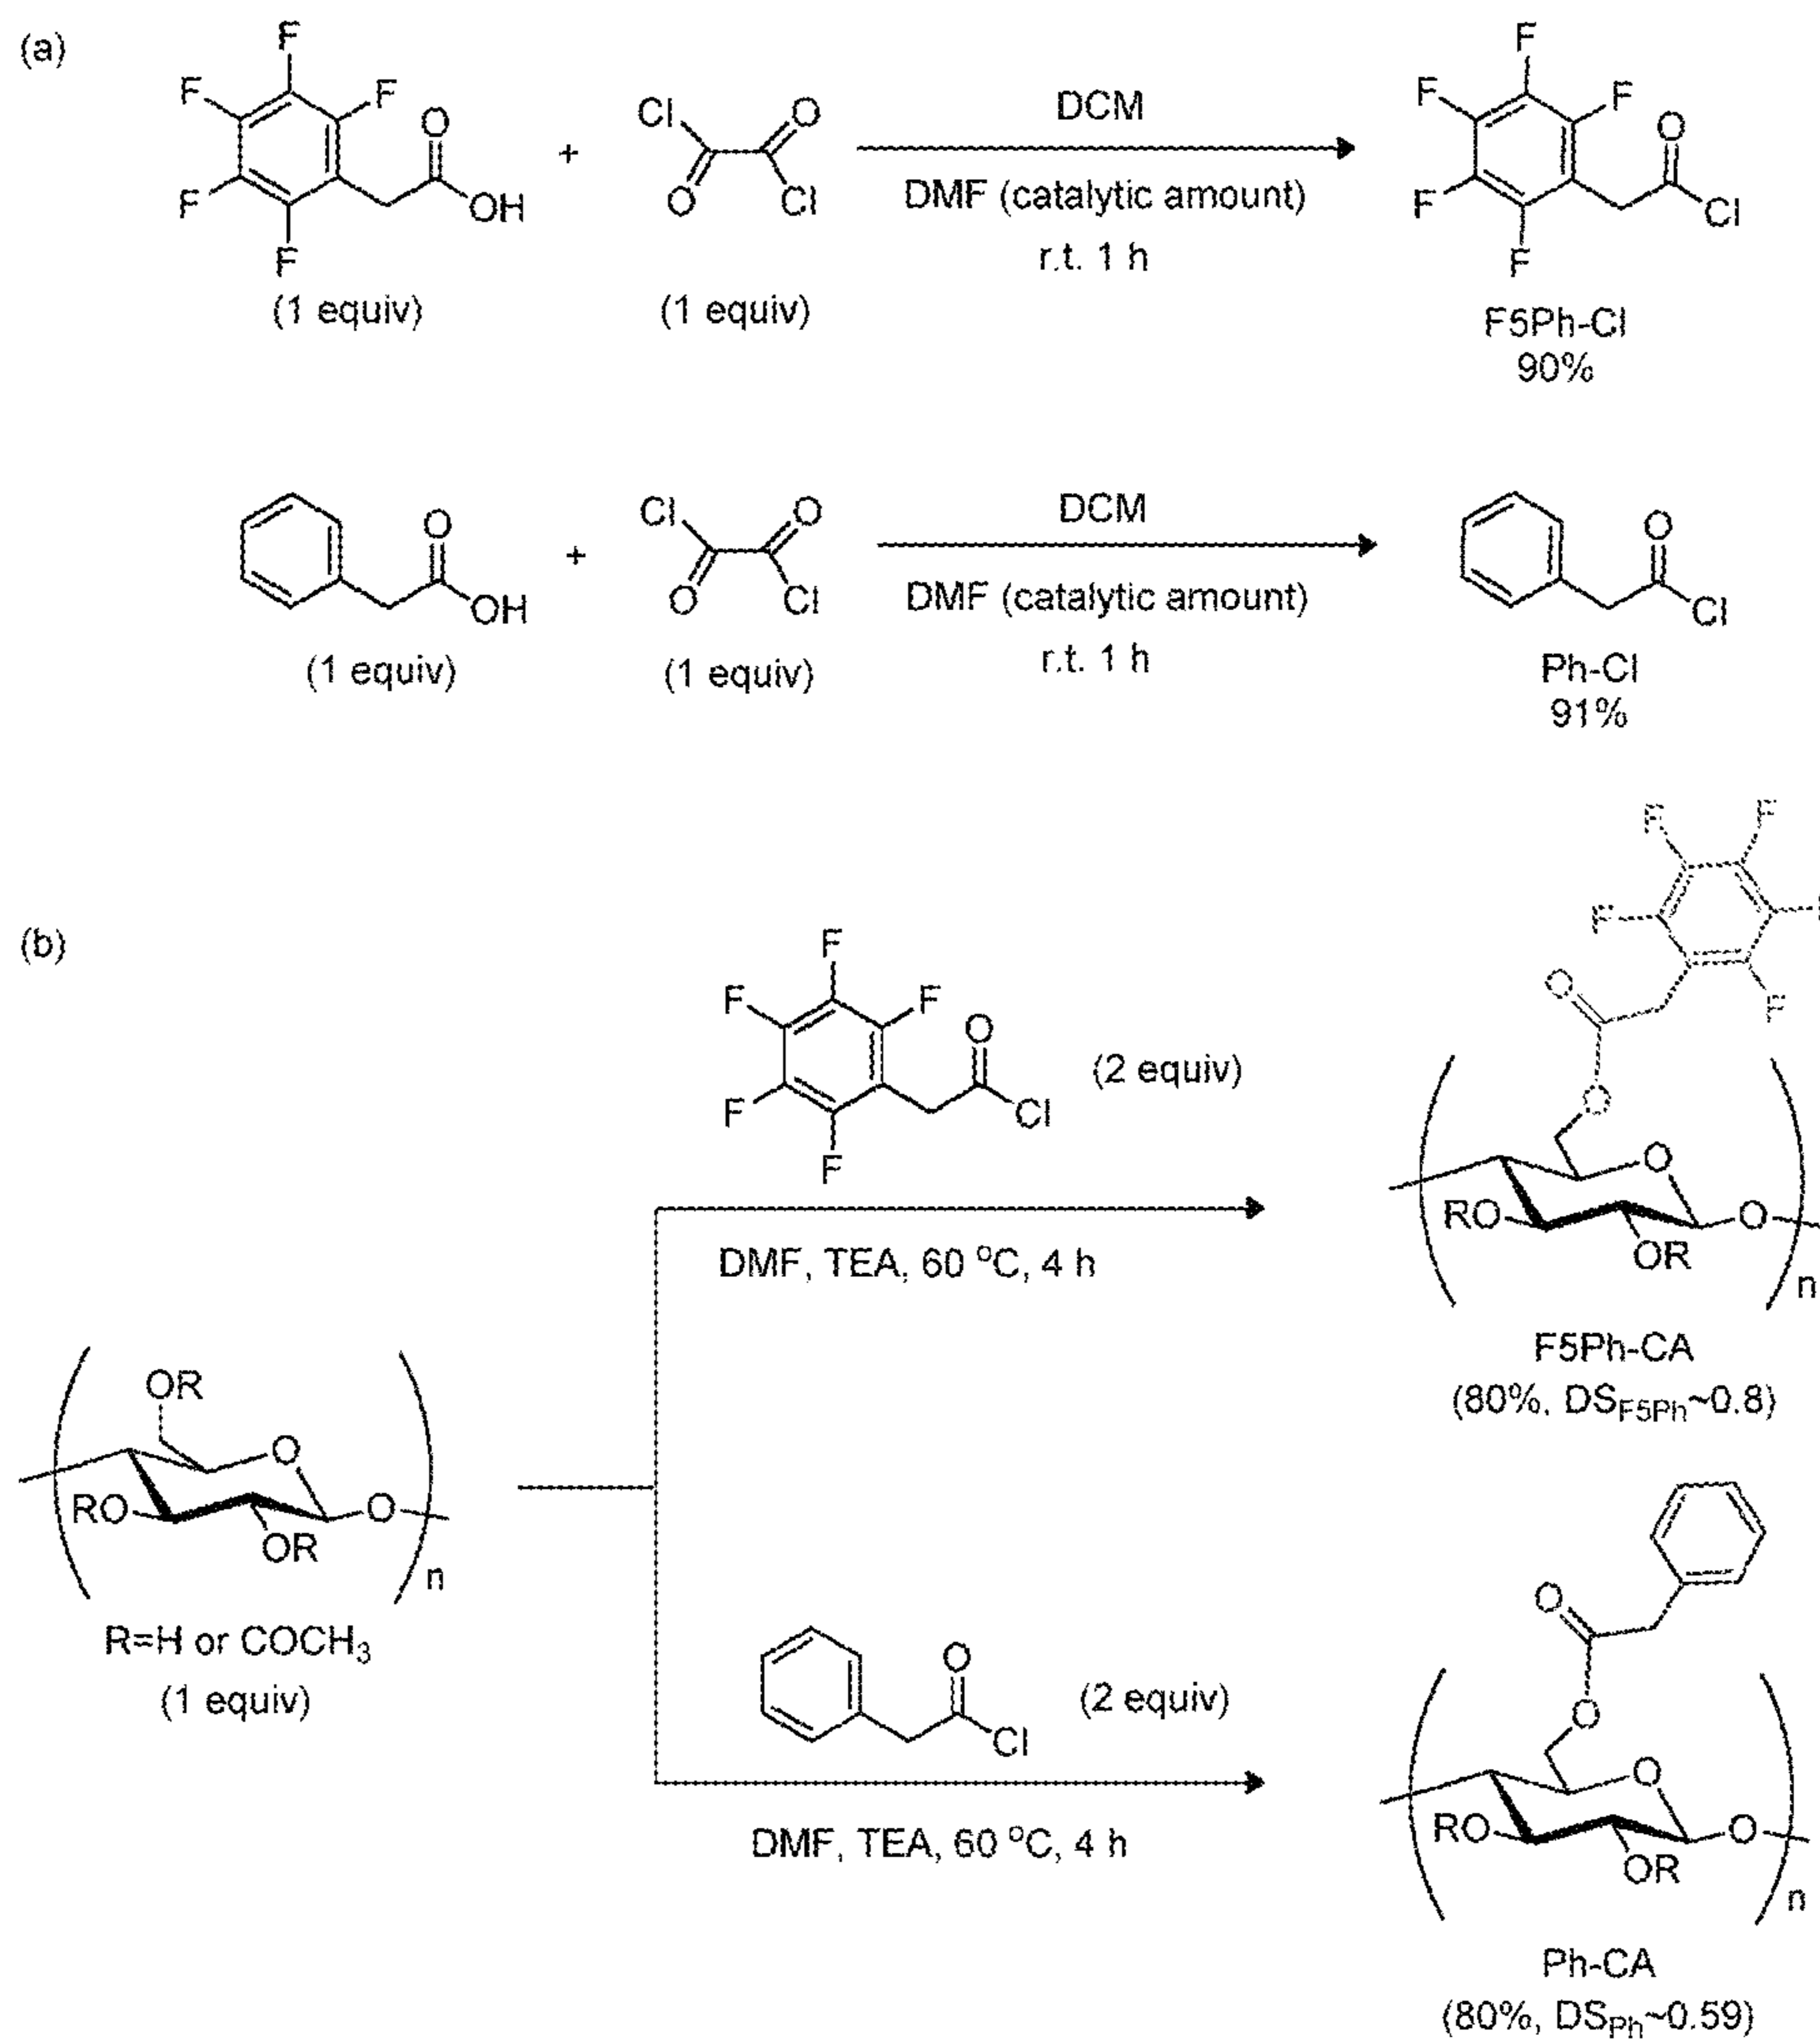 (a)
F
F
F
F
F
O
OH
(1 equiv)
+
Cl
O
O
Cl
(1 equiv)
DCM
DMF (catalytic amount)
r.t. 1 h
F
F
F
F
F
O
Cl
F5Ph-Cl
90%
O
OH
(1 equiv)
+
Cl
O
O
Cl
(1 equiv)
DCM
DMF (catalytic amount)
r.t. 1 h
O
Cl
Ph-Cl
91%
(b)
OR
O
RO
OR
O
n
R=H or COCH₃
(1 equiv)
F
F
F
F
F
O
Cl
(2 equiv)
DMF, TEA, 60 °C, 4 h
F
F
F
F
O
O
O
RO
OR
O
n
F5Ph-CA
(80%, DS_F5Ph~0.8)
O
Cl
(2 equiv)
DMF, TEA, 60 °C, 4 h
O
O
O
RO
OR
O
n
Ph-CA
(80%, DS_Ph~0.59)